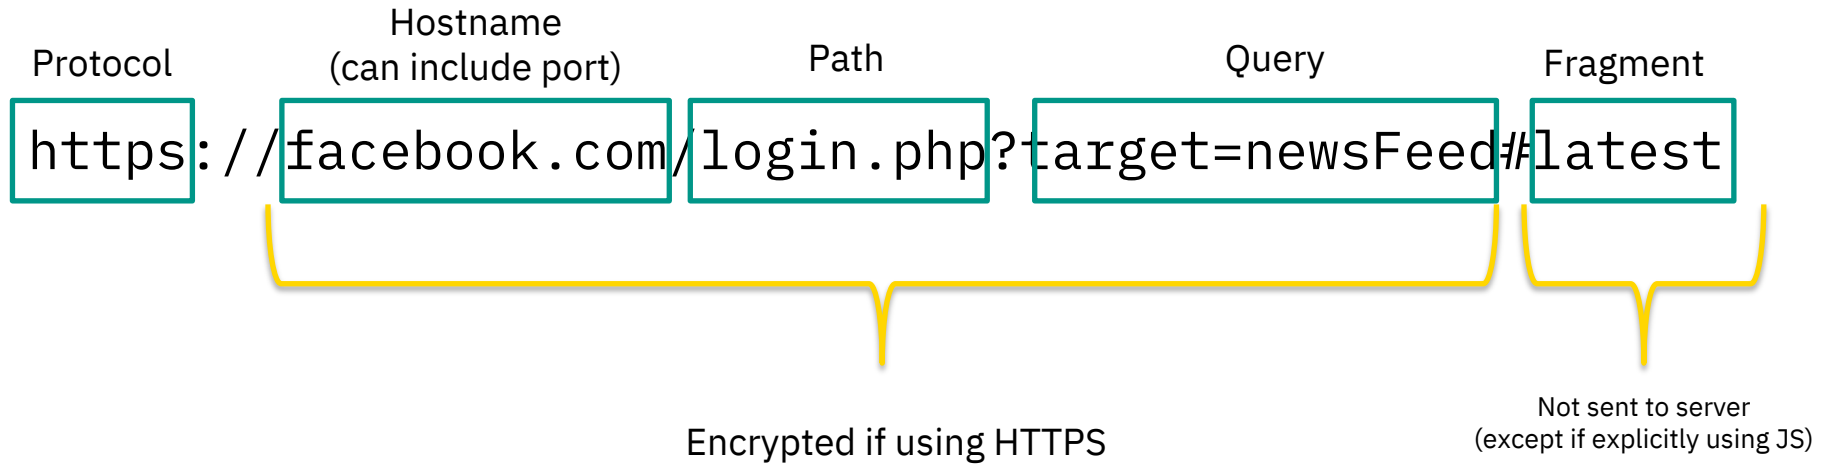 Protocol
Hostname
(can include port)
Path
Query
Fragment
https://facebook.com/login.php?target=newsFeed#latest
Encrypted if using HTTPS
Not sent to server
(except if explicitly using JS)